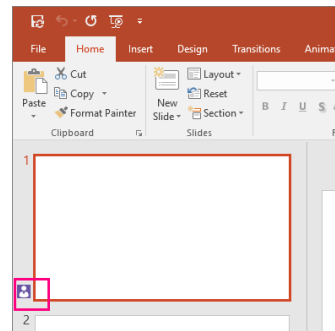 File Home Insert Design Transitions Animat
Cut
Copy
Format Painter
Paste
Clipboard
New
Slide
Layout
Reset
Section
Slides
B I U S
1
2